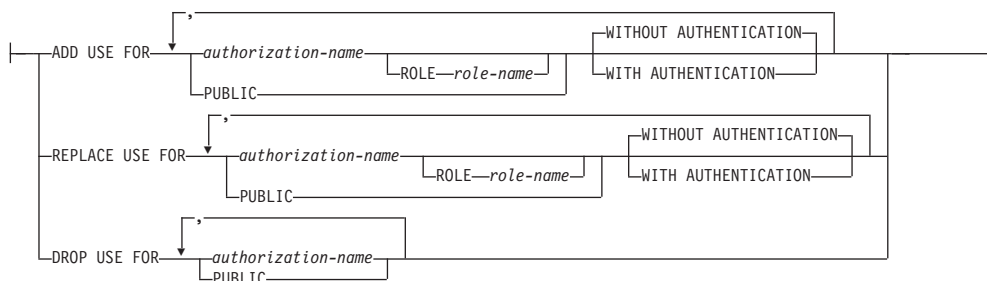 ,
WITHOUT AUTHENTICATION
ADD USE FOR authorization-name
ROLE role-name WITH AUTHENTICATION
PUBLIC
,
WITHOUT AUTHENTICATION
REPLACE USE FOR authorization-name
ROLE role-name WITH AUTHENTICATION
PUBLIC
,
DROP USE FOR authorization-name
PUBLIC